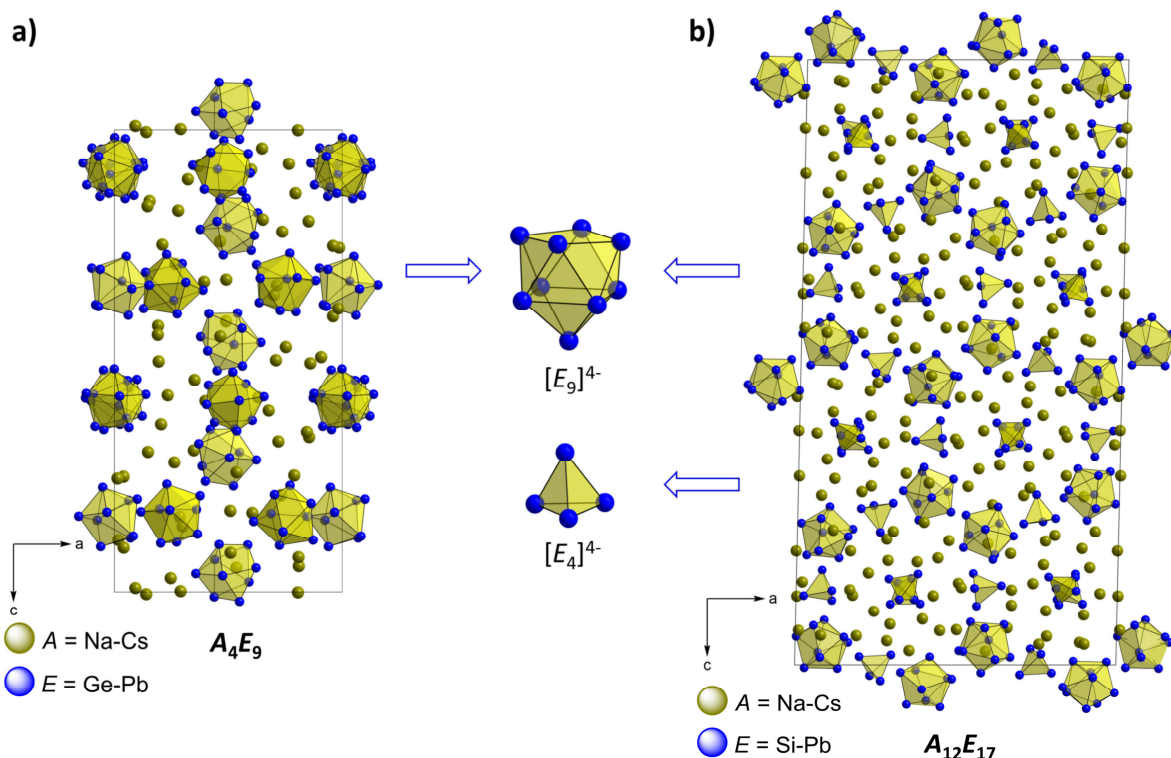 a)
b)
[E₉]⁴⁻
[E₄]⁴⁻
a
c
A = Na-Cs
E = Ge-Pb
A₄E₉
a
c
A = Na-Cs
E = Si-Pb
A₁₂E₁₇